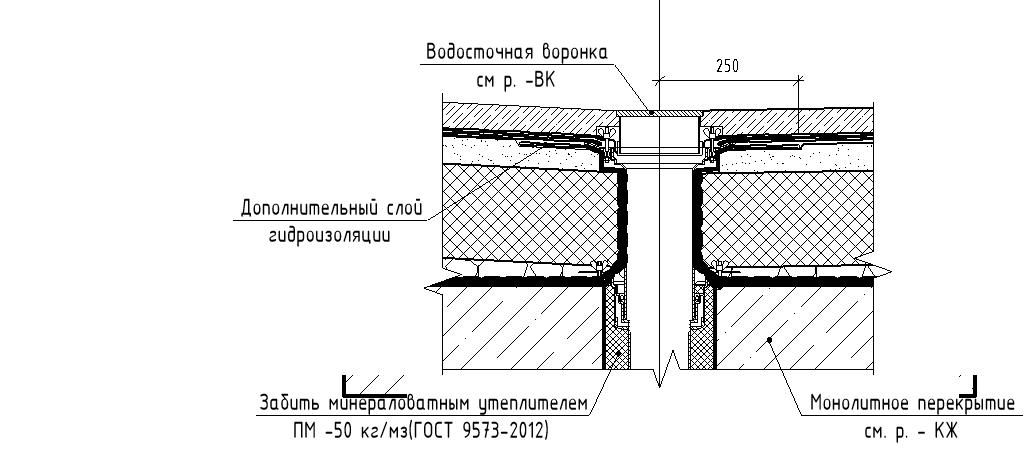 Водосточная воронка
см р. -ВК
250
Дополнительный слой
гидроизоляции
Забить минераловатным утеплителем
ПМ -50 кг/мз(ГОСТ 9573-2012)
Монолитное перекрытие
см. р. - КЖ